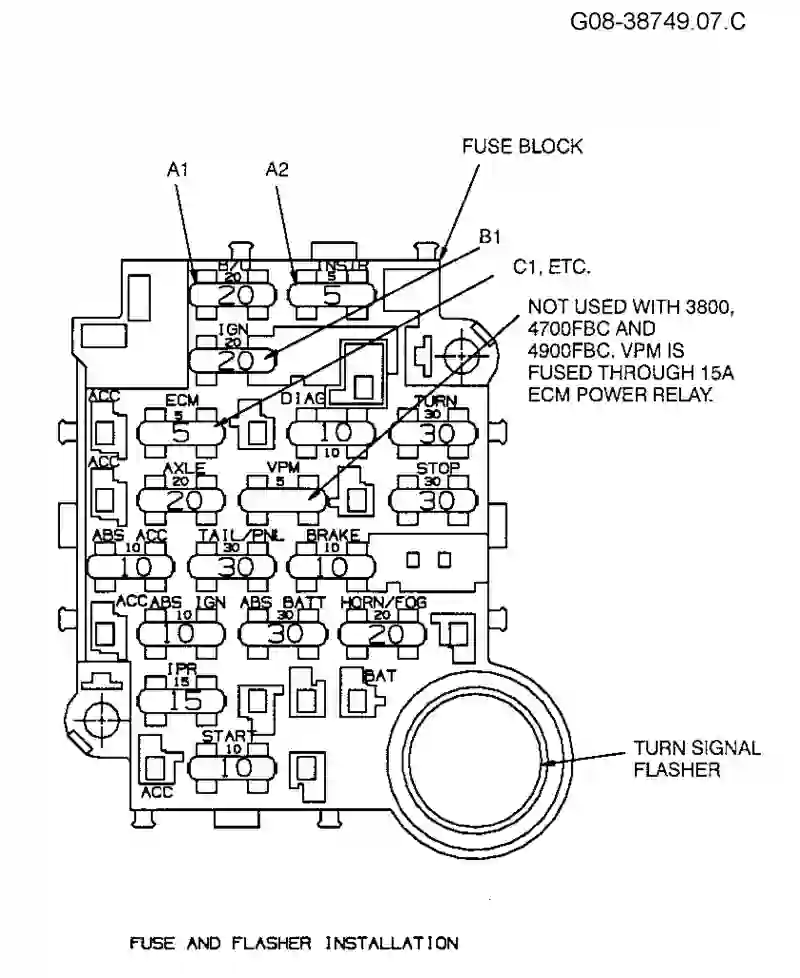 G08-38749.07.C
FUSE BLOCK
A1
A2
B1
C1, ETC.
NOT USED WITH 3800,
4700FBC AND
4900FBC. VPM IS
FUSED THROUGH 15A
ECM POWER RELAY.
B/U
20
20
INSTR
5
5
IGN
20
20
ACC
ECM
5
5
DIAG
10
10
TURN
30
30
ACC
AXLE
20
20
VPM
5
STOP
30
30
ABS ACC
10
10
TAIL/PNL
30
30
BRAKE
10
10
ACC
ABS IGN
10
10
ABS BATT
30
30
HORN/FOG
20
20
IPR
15
15
BAT
START
10
10
ACC
TURN SIGNAL
FLASHER
FUSE AND FLASHER INSTALLATION